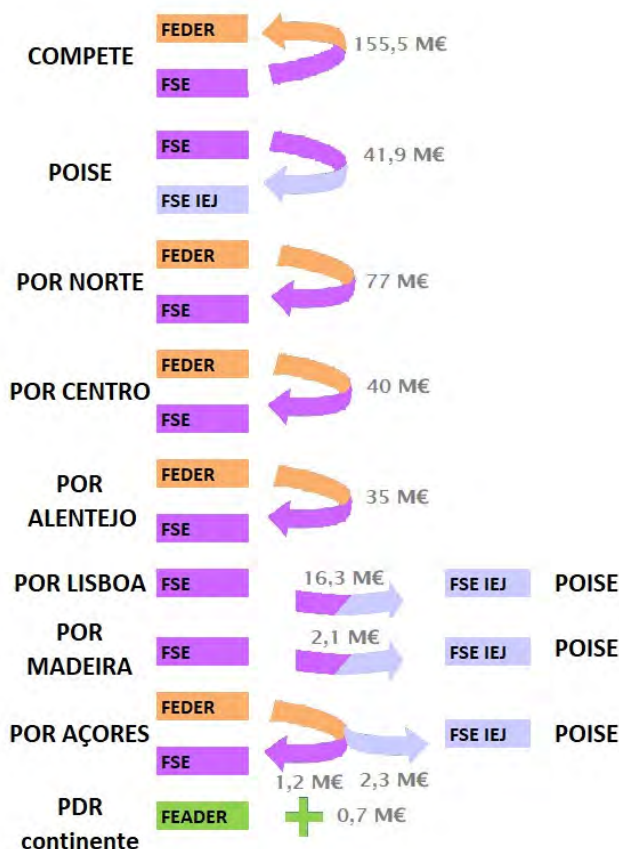 FEDER
COMPETE
155,5 M€
FSE
FSE
POISE
41,9 M€
FSE IEJ
FEDER
POR NORTE
77 M€
FSE
FEDER
POR CENTRO
40 M€
FSE
FEDER
POR
ALENTEJO
35 M€
FSE
POR LISBOA FSE 16,3 M€ FSE IEJ POISE
POR
MADEIRA
FSE 2,1 M€ FSE IEJ POISE
FEDER
POR AÇORES
FSE IEJ POISE
FSE
1,2 M€ 2,3 M€
PDR
continente
FEADER 0,7 M€